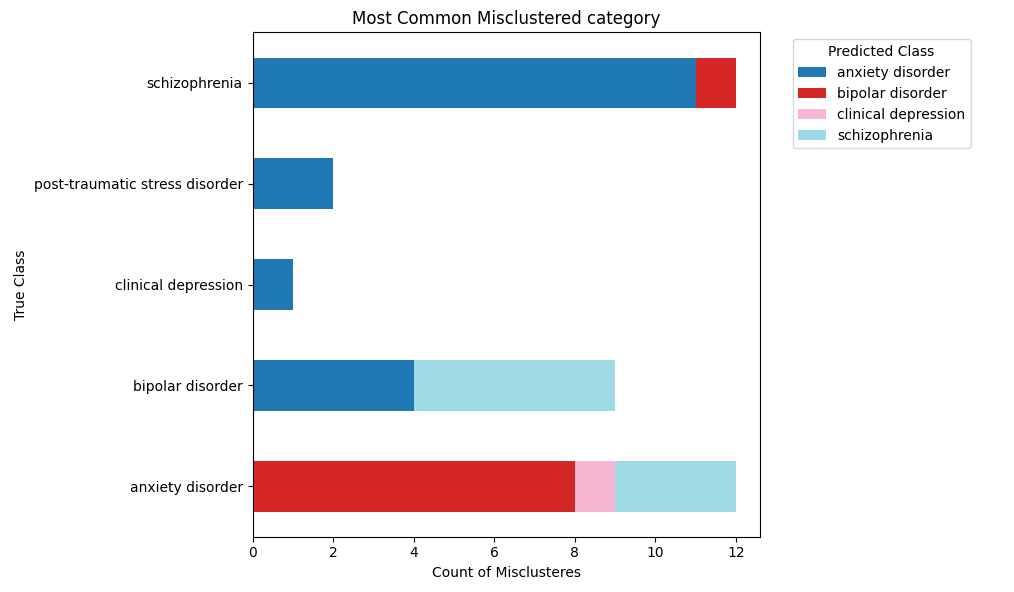 Most Common Misclustered category
Predicted Class
anxiety disorder
bipolar disorder
clinical depression
schizophrenia
True Class
schizophrenia
post-traumatic stress disorder
clinical depression
bipolar disorder
anxiety disorder
0 2 4 6 8 10 12
Count of Misclusteres